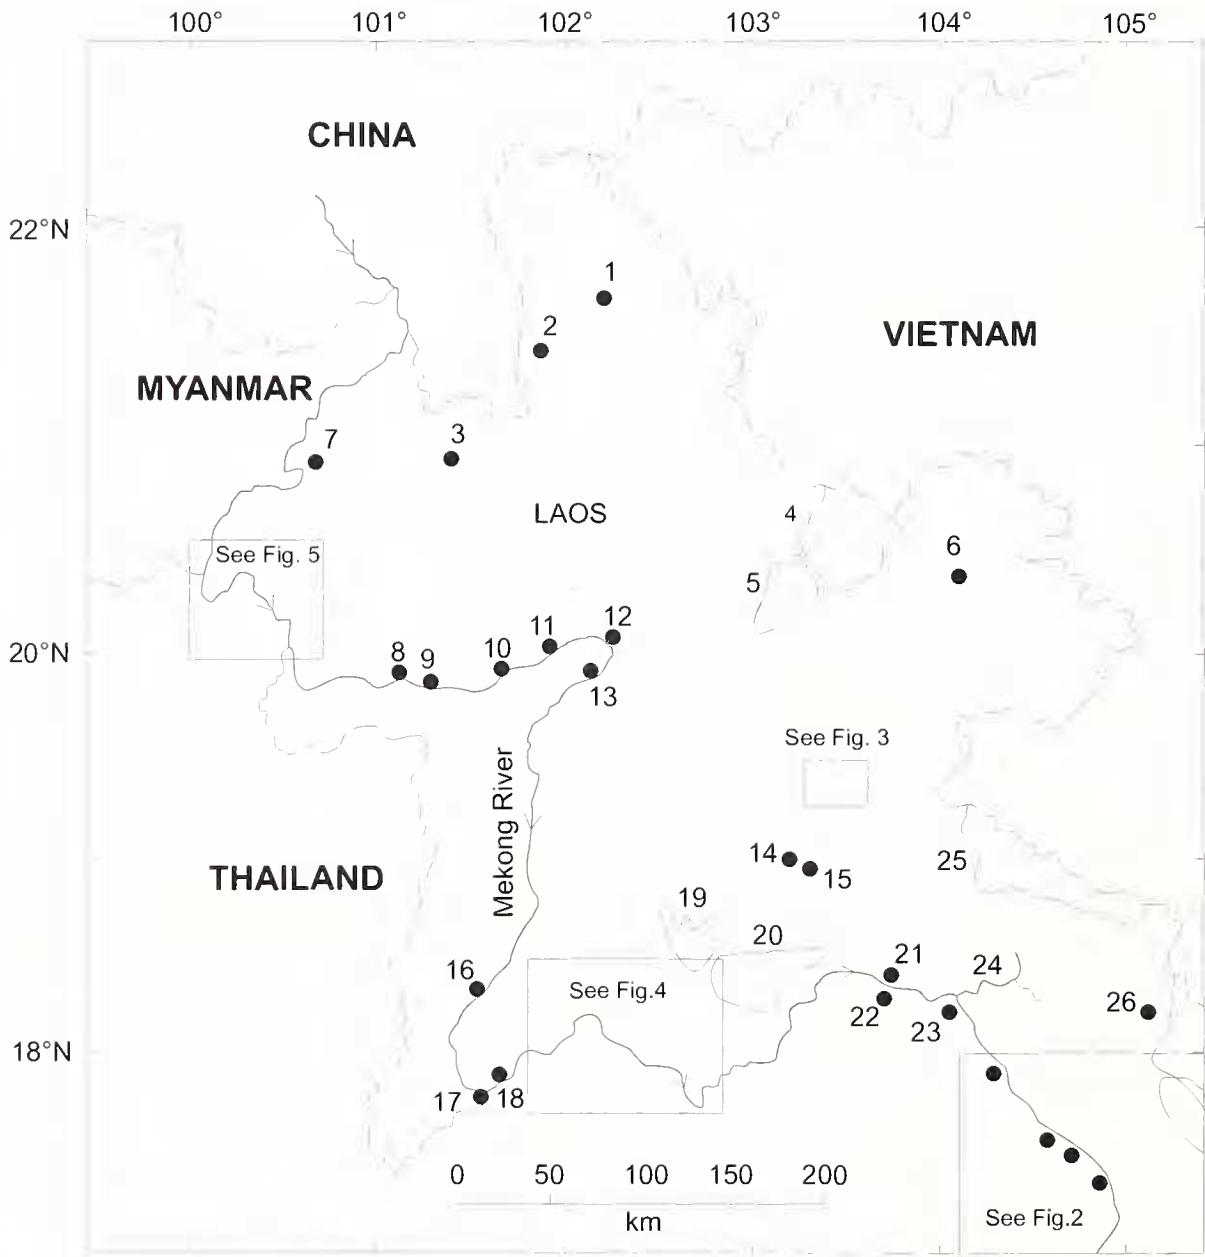 100° 101° 102° 103° 104° 105°
CHINA
22°N
1
2
VIETNAM
MYANMAR
7
3
LAOS
4
6
See Fig. 5
5
12
11
10
8
9
20°N
13
See Fig. 3
Mekong River
14
15
25
THAILAND
19
20
21
24
16
See Fig.4
22
23
26
18°N
17
18
0 50 100 150 200
km
See Fig.2